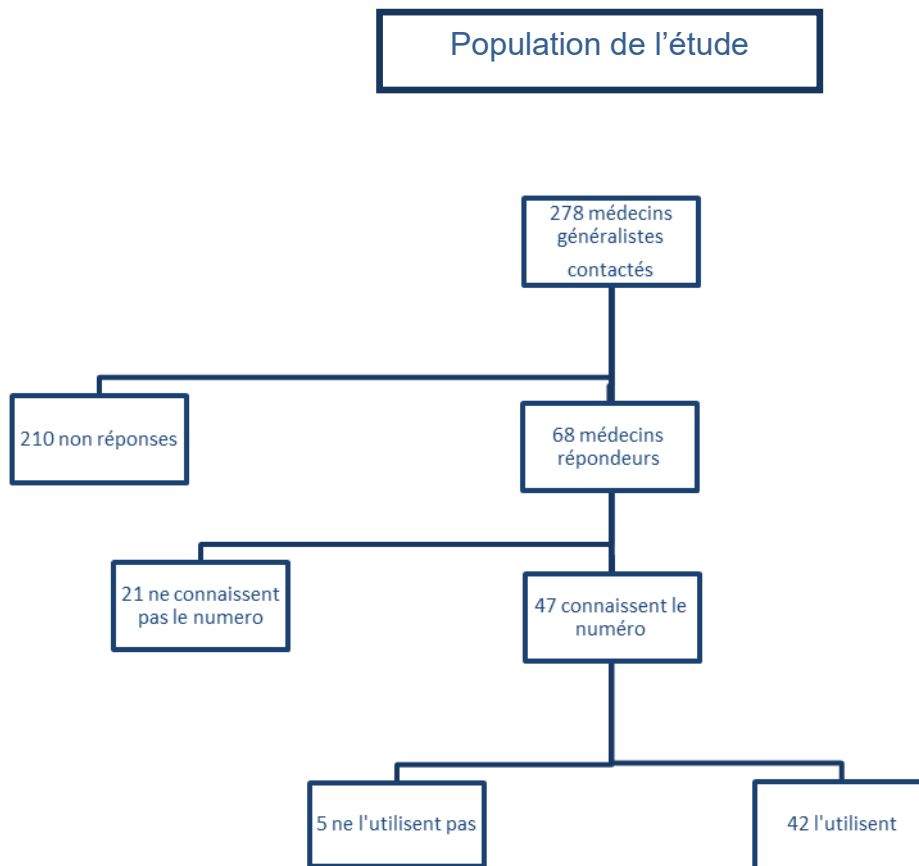 Population de l’étude
278 médecins
généralistes
contactés
210 non réponses
68 médecins
répondeurs
21 ne connaissent
pas le numero
47 connaissent le
numéro
5 ne l'utilisent pas
42 l'utilisent